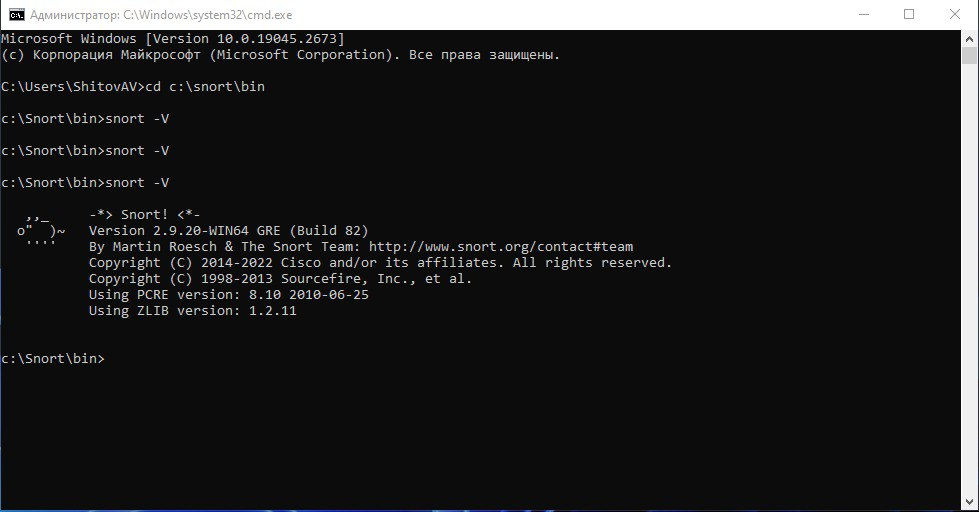 Администратор: C:\Windows\system32\cmd.exe
Microsoft Windows [Version 10.0.19045.2673]
(c) Корпорация Майкрософт (Microsoft Corporation). Все права защищены.
C:\Users\ShitovAV>cd c:\snort\bin
c:\Snort\bin>snort -V
c:\Snort\bin>snort -V
c:\Snort\bin>snort -V
   ,,_     -*> Snort! <*-
  o"  )~   Version 2.9.20-WIN64 GRE (Build 82)
   ''''    By Martin Roesch & The Snort Team: http://www.snort.org/contact#team
           Copyright (C) 2014-2022 Cisco and/or its affiliates. All rights reserved.
           Copyright (C) 1998-2013 Sourcefire, Inc., et al.
           Using PCRE version: 8.10 2010-06-25
           Using ZLIB version: 1.2.11
c:\Snort\bin>